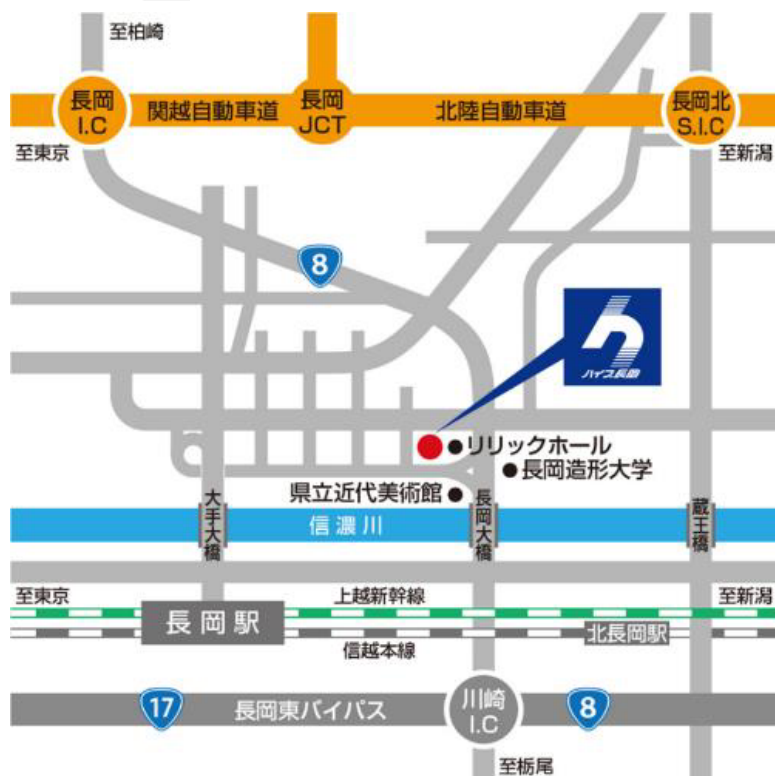 至柏崎
長岡
I.C
関越自動車道
長岡
JCT
北陸自動車道
長岡北
S.I.C
至東京
至新潟
8
ハイブ長岡
リリックホール
長岡造形大学
県立近代美術館
大手大橋
信濃川
長岡大橋
蔵王橋
至東京
上越新幹線
至新潟
長岡駅
北長岡駅
信越本線
17
長岡東バイパス
川崎
I.C
8
至栃尾